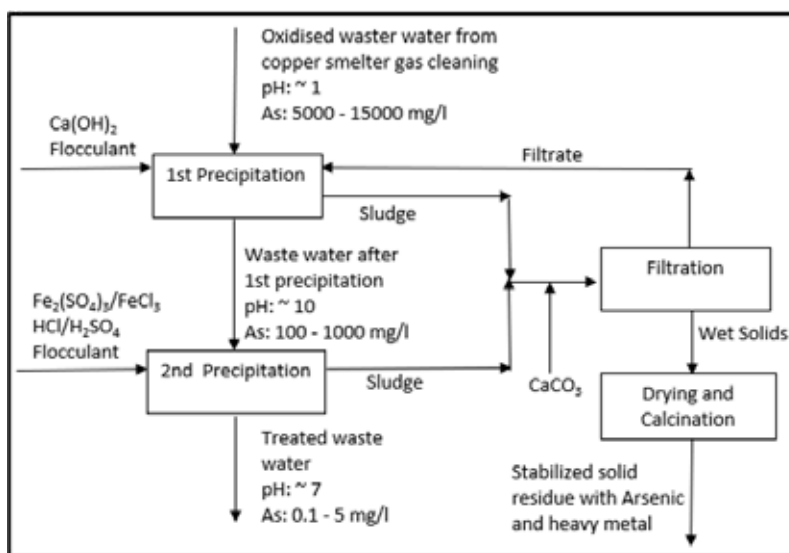 Oxidised waster water from
copper smelter gas cleaning
pH: ~ 1
As: 5000 - 15000 mg/l
Ca(OH)₂
Flocculant
Filtrate
1st Precipitation
Sludge
Waste water after
1st precipitation
pH: ~ 10
As: 100 - 1000 mg/l
Filtration
Fe₂(SO₄)₃/FeCl₃
HCl/H₂SO₄
Flocculant
Wet Solids
2nd Precipitation
Sludge
CaCO₃
Drying and
Calcination
Treated waste
water
pH: ~ 7
As: 0.1 - 5 mg/l
Stabilized solid
residue with Arsenic
and heavy metal